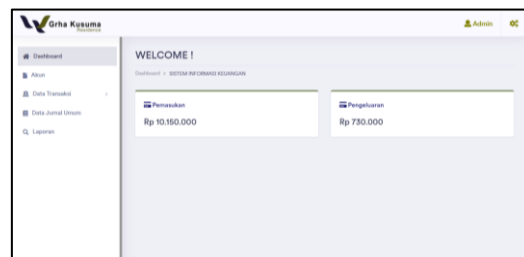 Grha Kusuma
Residence
Admin
Dashboard
Akun
Data Transaksi
Data Jurnal Umum
Laporan
WELCOME !
Dashboard > SISTEM INFORMASI KEUANGAN
Pemasukan
Rp 10.150.000
Pengeluaran
Rp 730.000